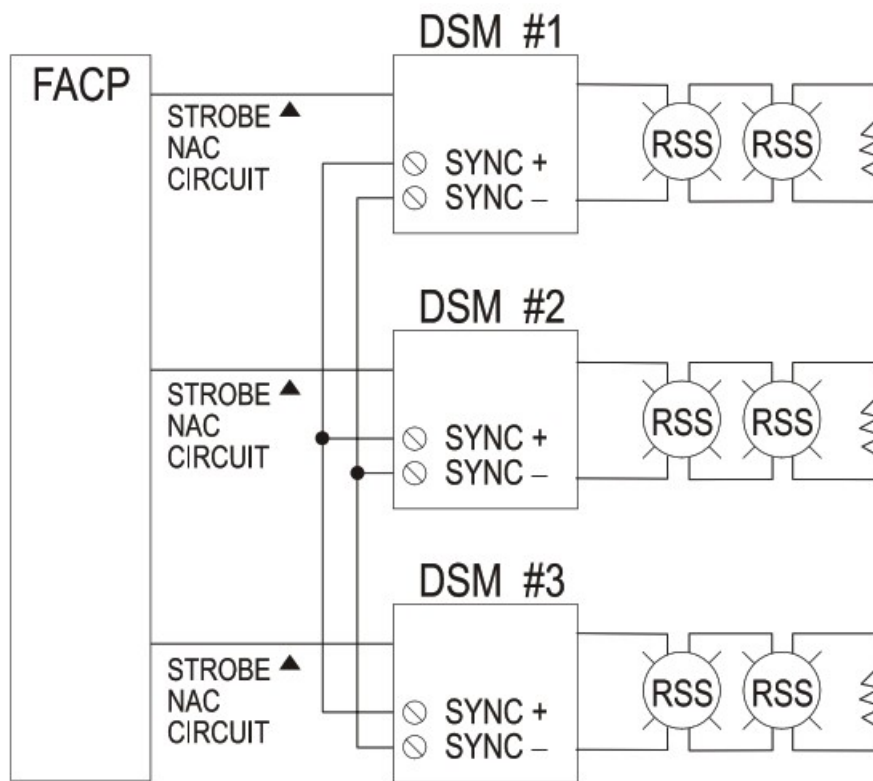 DSM #1
FACP
STROBE ▲
NAC
CIRCUIT
SYNC +
SYNC –
RSS RSS
DSM #2
STROBE ▲
NAC
CIRCUIT
SYNC +
SYNC –
RSS RSS
DSM #3
STROBE ▲
NAC
CIRCUIT
SYNC +
SYNC –
RSS RSS